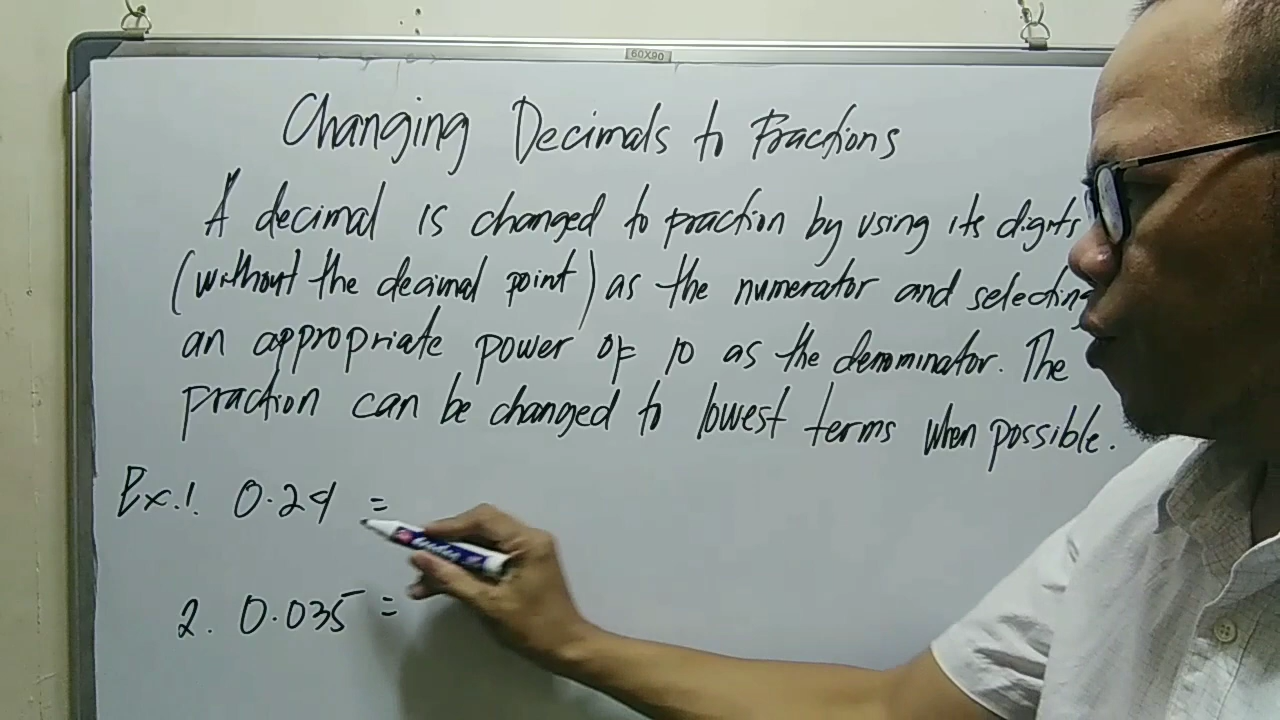 60X90
Changing Decimals to Fractions
A decimal is changed to fraction by using its digits
(without the decimal point) as the numerator and selecting
an appropriate power of 10 as the denominator. The
fraction can be changed to lowest terms when possible.
Ex. 1. 0.24 =
2. 0.035 =